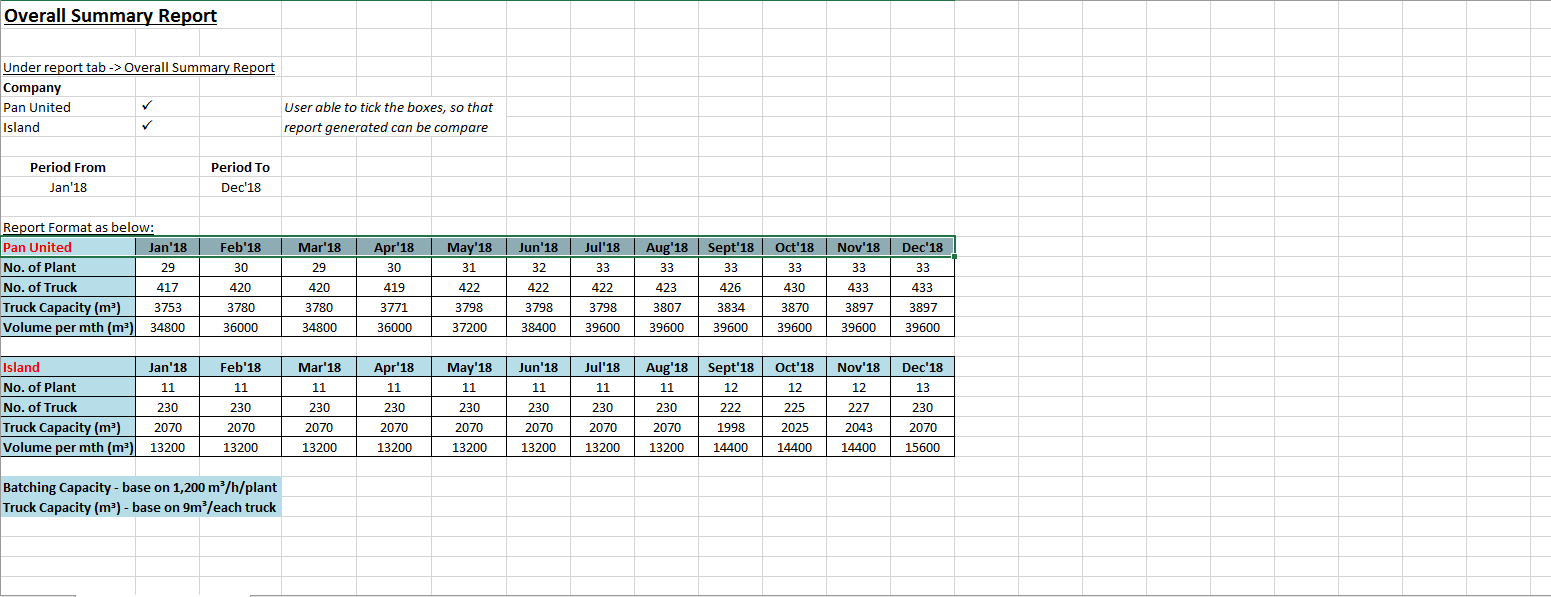 Overall Summary Report
Under report tab -> Overall Summary Report
Company
Pan United ✓ User able to tick the boxes, so that
Island ✓ report generated can be compare
Period From Period To
Jan'18 Dec'18
Report Format as below:
Pan United Jan'18 Feb'18 Mar'18 Apr'18 May'18 Jun'18 Jul'18 Aug'18 Sept'18 Oct'18 Nov'18 Dec'18
No. of Plant 29 30 29 30 31 32 33 33 33 33 33 33
No. of Truck 417 420 420 419 422 422 422 423 426 430 433 433
Truck Capacity (m³) 3753 3780 3780 3771 3798 3798 3798 3807 3834 3870 3897 3897
Volume per mth (m³) 34800 36000 34800 36000 37200 38400 39600 39600 39600 39600 39600 39600
Island Jan'18 Feb'18 Mar'18 Apr'18 May'18 Jun'18 Jul'18 Aug'18 Sept'18 Oct'18 Nov'18 Dec'18
No. of Plant 11 11 11 11 11 11 11 11 12 12 12 13
No. of Truck 230 230 230 230 230 230 230 230 222 225 227 230
Truck Capacity (m³) 2070 2070 2070 2070 2070 2070 2070 2070 1998 2025 2043 2070
Volume per mth (m³) 13200 13200 13200 13200 13200 13200 13200 13200 14400 14400 14400 15600
Batching Capacity - base on 1,200 m³/h/plant
Truck Capacity (m³) - base on 9m³/each truck